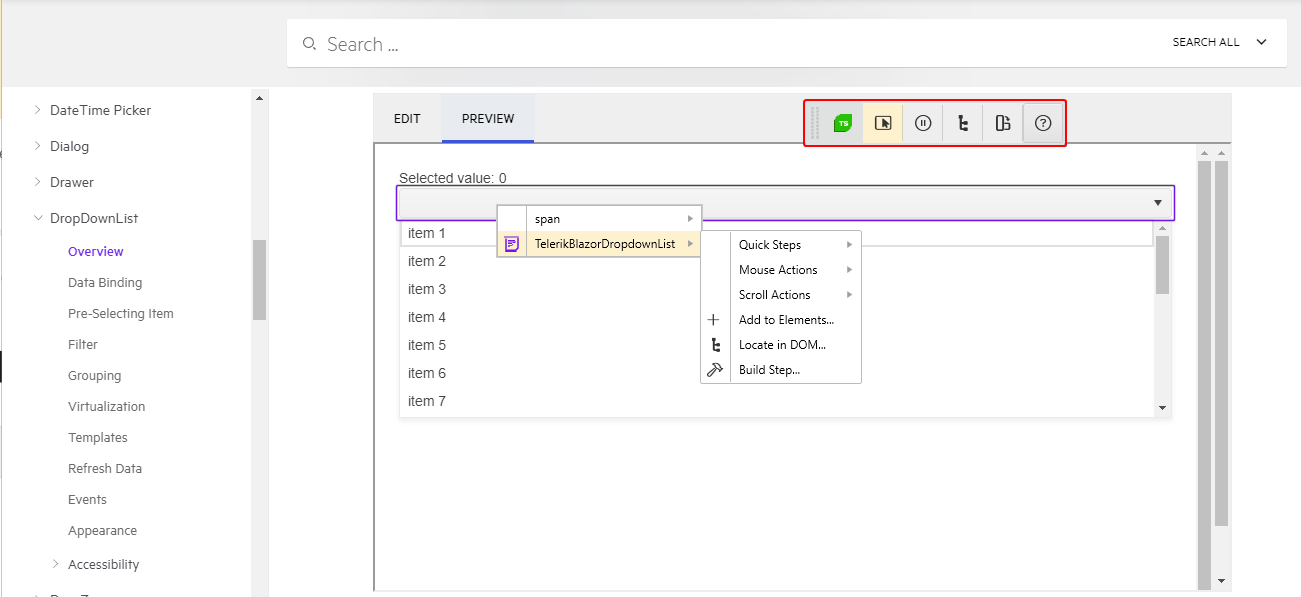 Search ...
SEARCH ALL
DateTime Picker
Dialog
Drawer
DropDownList
Overview
Data Binding
Pre-Selecting Item
Filter
Grouping
Virtualization
Templates
Refresh Data
Events
Appearance
Accessibility
EDIT
PREVIEW
TS
Selected value: 0
item 1
item 2
item 3
item 4
item 5
item 6
item 7
span
TelerikBlazorDropdownList
Quick Steps
Mouse Actions
Scroll Actions
Add to Elements...
Locate in DOM...
Build Step...